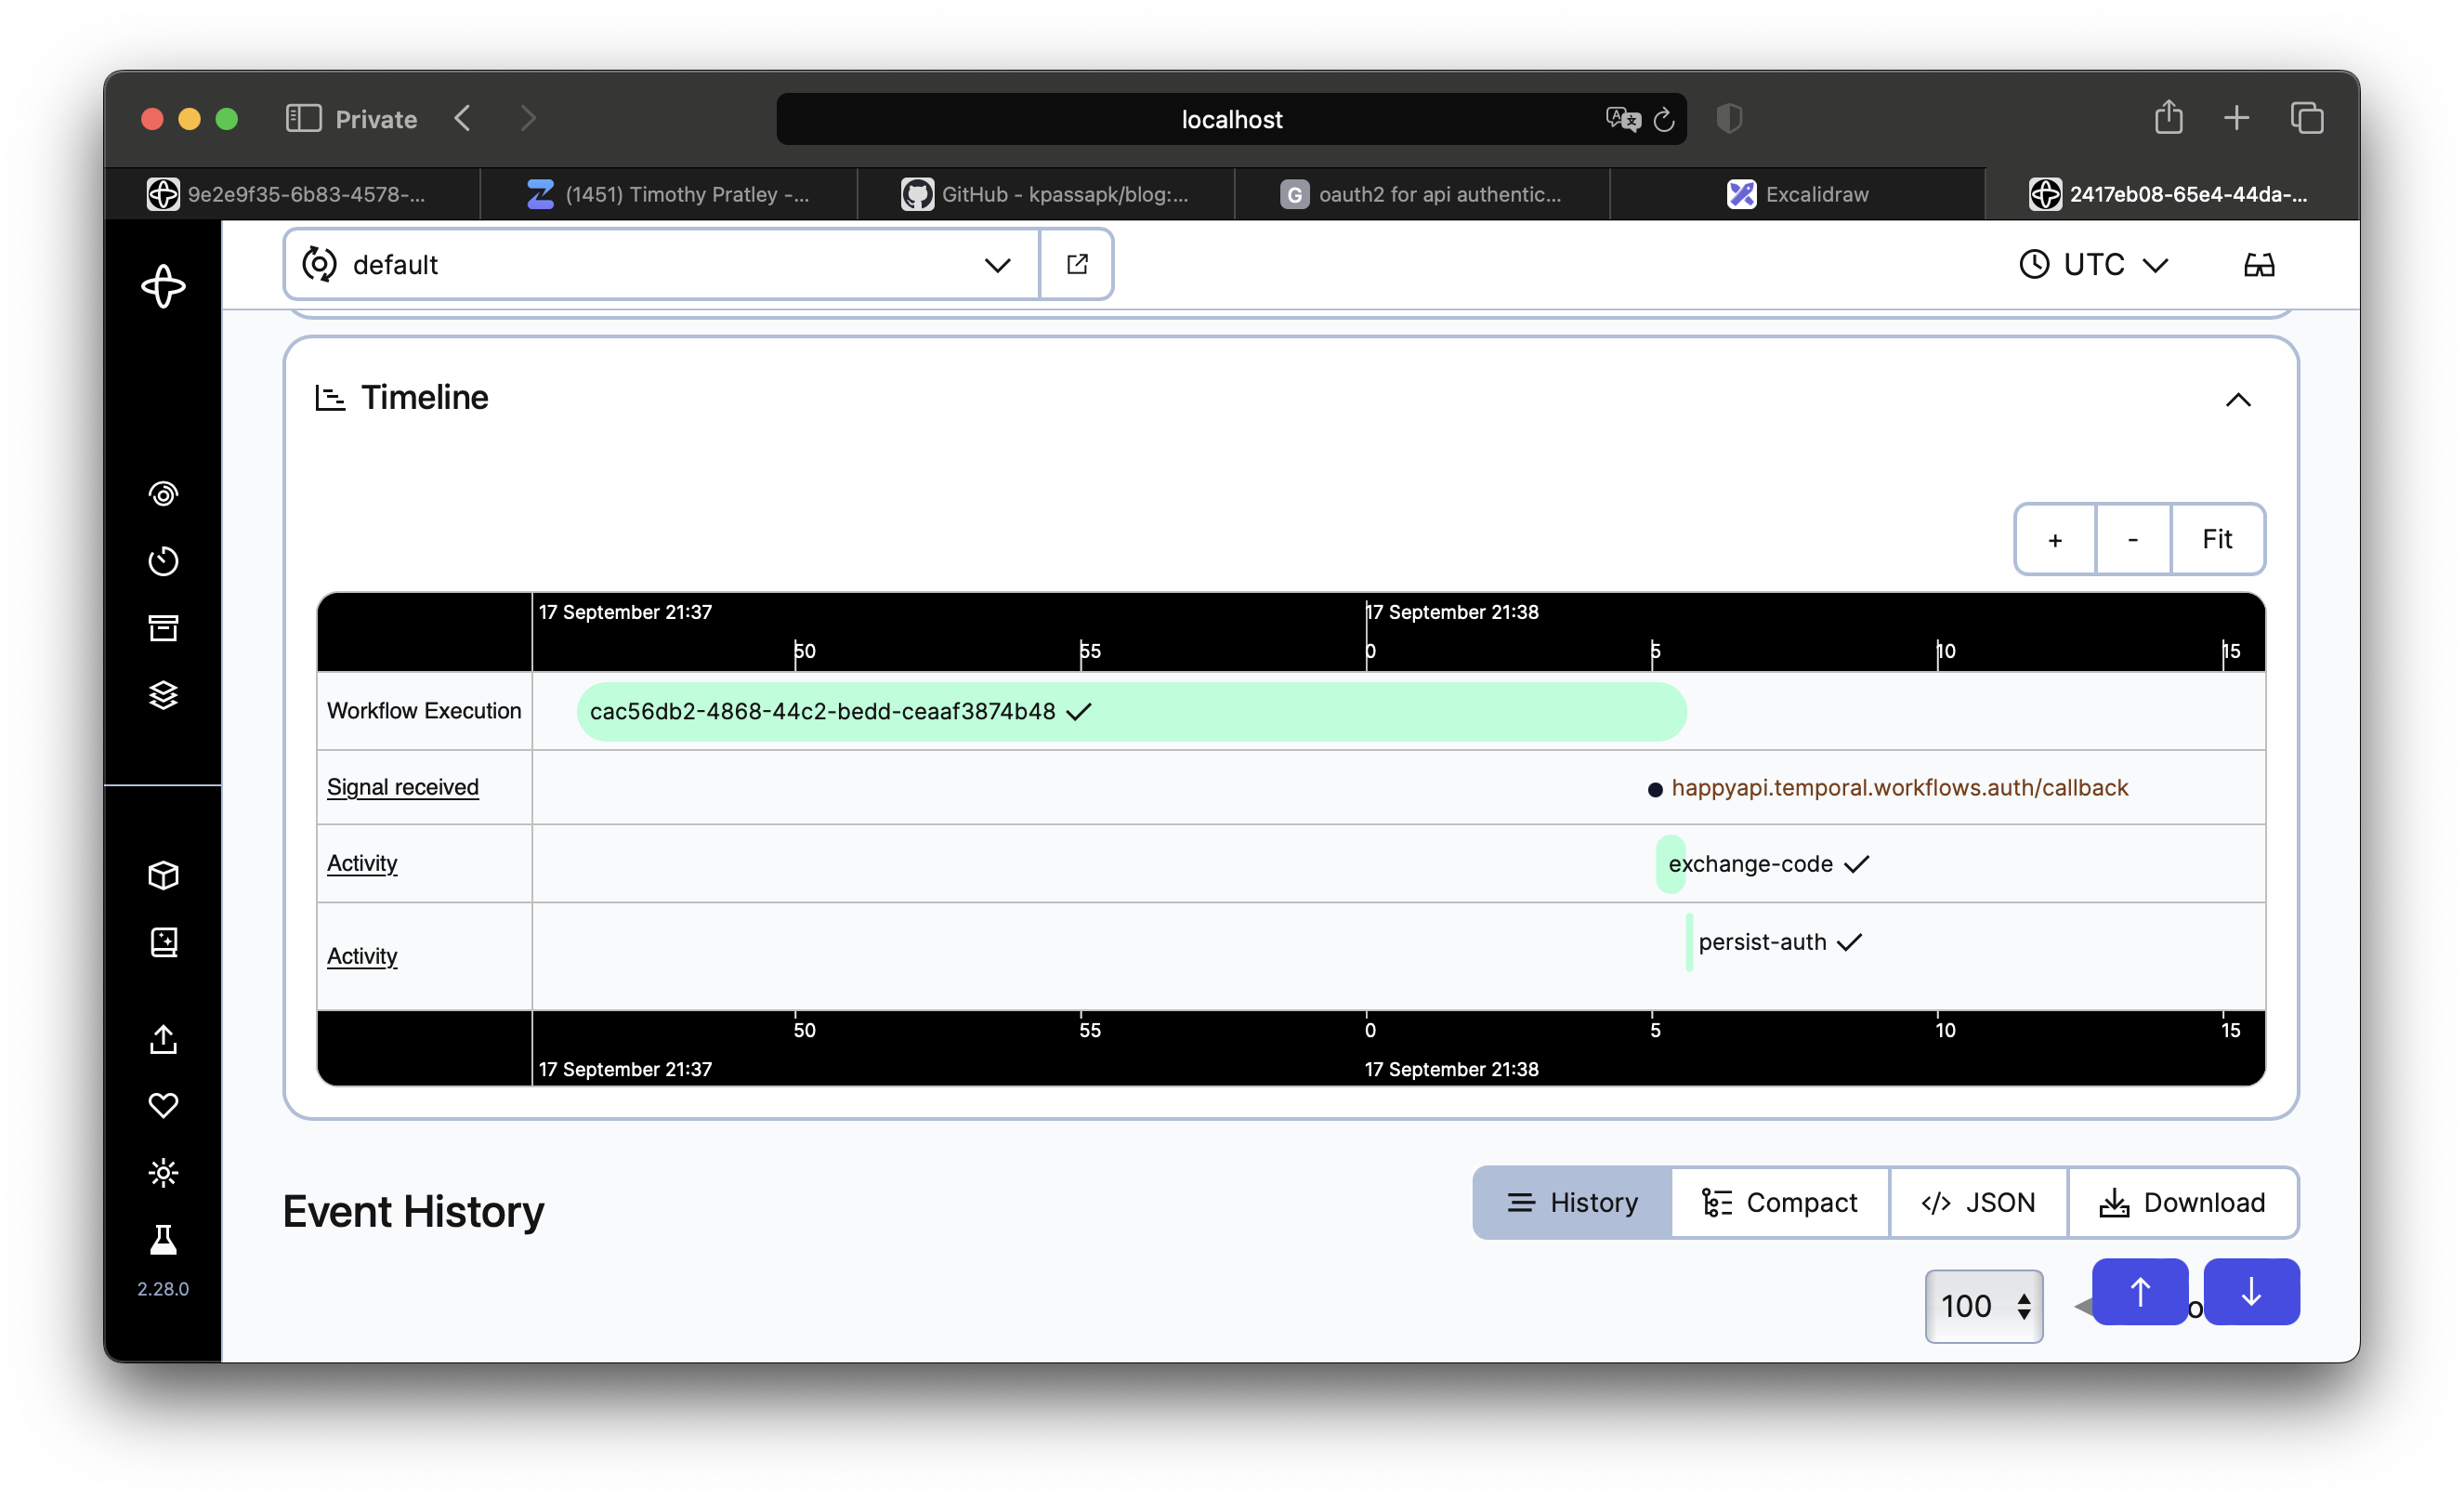 Private
localhost
9e2e9f35-6b83-4578-...
(1451) Timothy Pratley -...
GitHub - kpassapk/blog:...
G oauth2 for api authentic...
Excalidraw
2417eb08-65e4-44da-...
default
UTC
Timeline
+ - Fit
17 September 21:37 17 September 21:38
50 55 0 5 10 15
Workflow Execution cac56db2-4868-44c2-bedd-ceaaf3874b48
Signal received happyapi.temporal.workflows.auth/callback
Activity exchange-code
Activity persist-auth
50 55 0 5 10 15
17 September 21:37 17 September 21:38
Event History
History Compact </> JSON Download
2.28.0
100